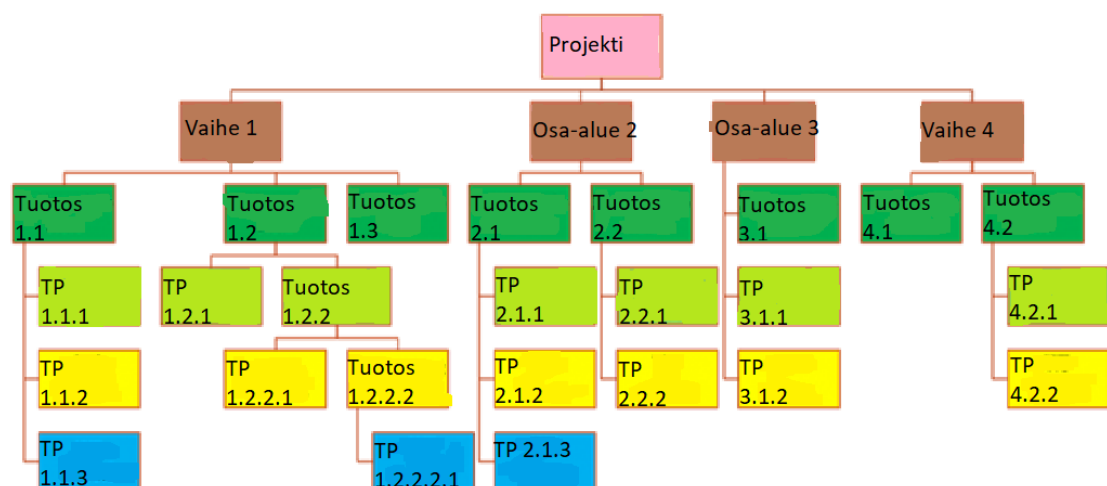 Projekti
Vaihe 1
Osa-alue 2
Osa-alue 3
Vaihe 4
Tuotos
1.1
Tuotos
1.2
Tuotos
1.3
Tuotos
2.1
Tuotos
2.2
Tuotos
3.1
Tuotos
4.1
Tuotos
4.2
TP
1.1.1
TP
1.2.1
Tuotos
1.2.2
TP
2.1.1
TP
2.2.1
TP
3.1.1
TP
4.2.1
TP
1.1.2
TP
1.2.2.1
Tuotos
1.2.2.2
TP
2.1.2
TP
2.2.2
TP
3.1.2
TP
4.2.2
TP
1.1.3
TP
1.2.2.2.1
TP 2.1.3